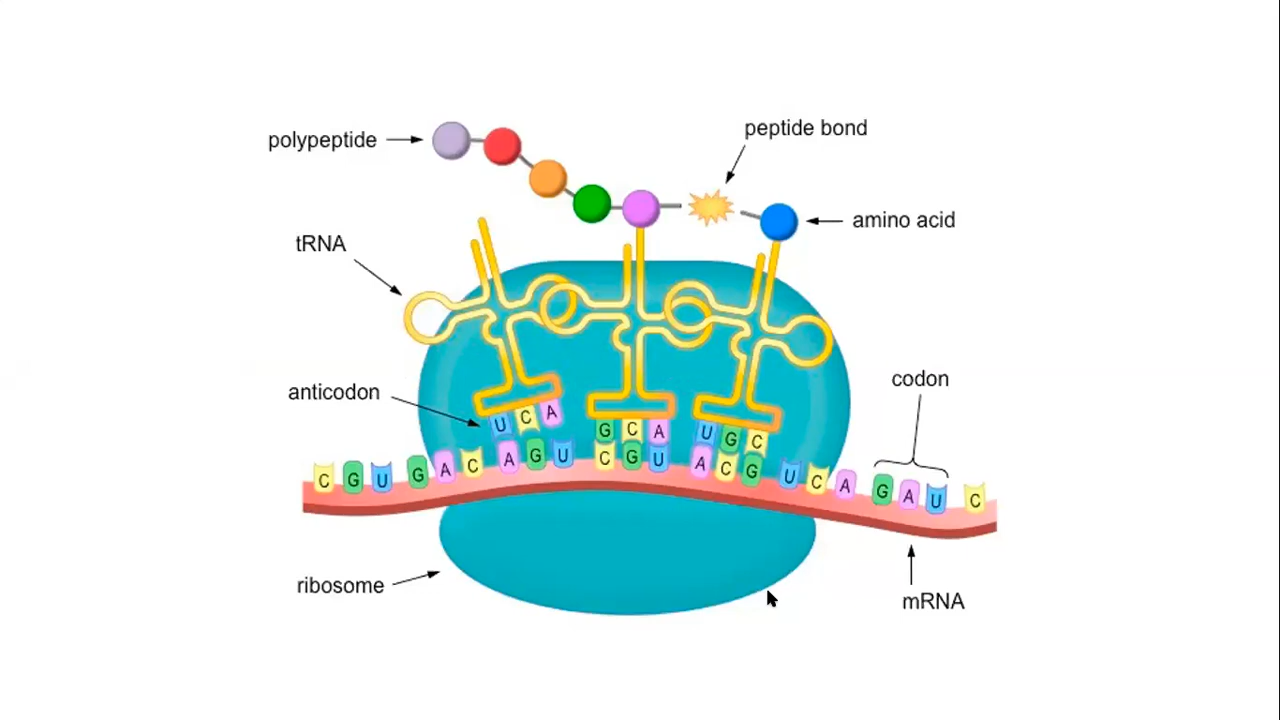 peptide bond
polypeptide
amino acid
tRNA
codon
anticodon
U C A
G C A
U G C
C G U G A C A G U C G U A C G U C A G A U C
ribosome
mRNA